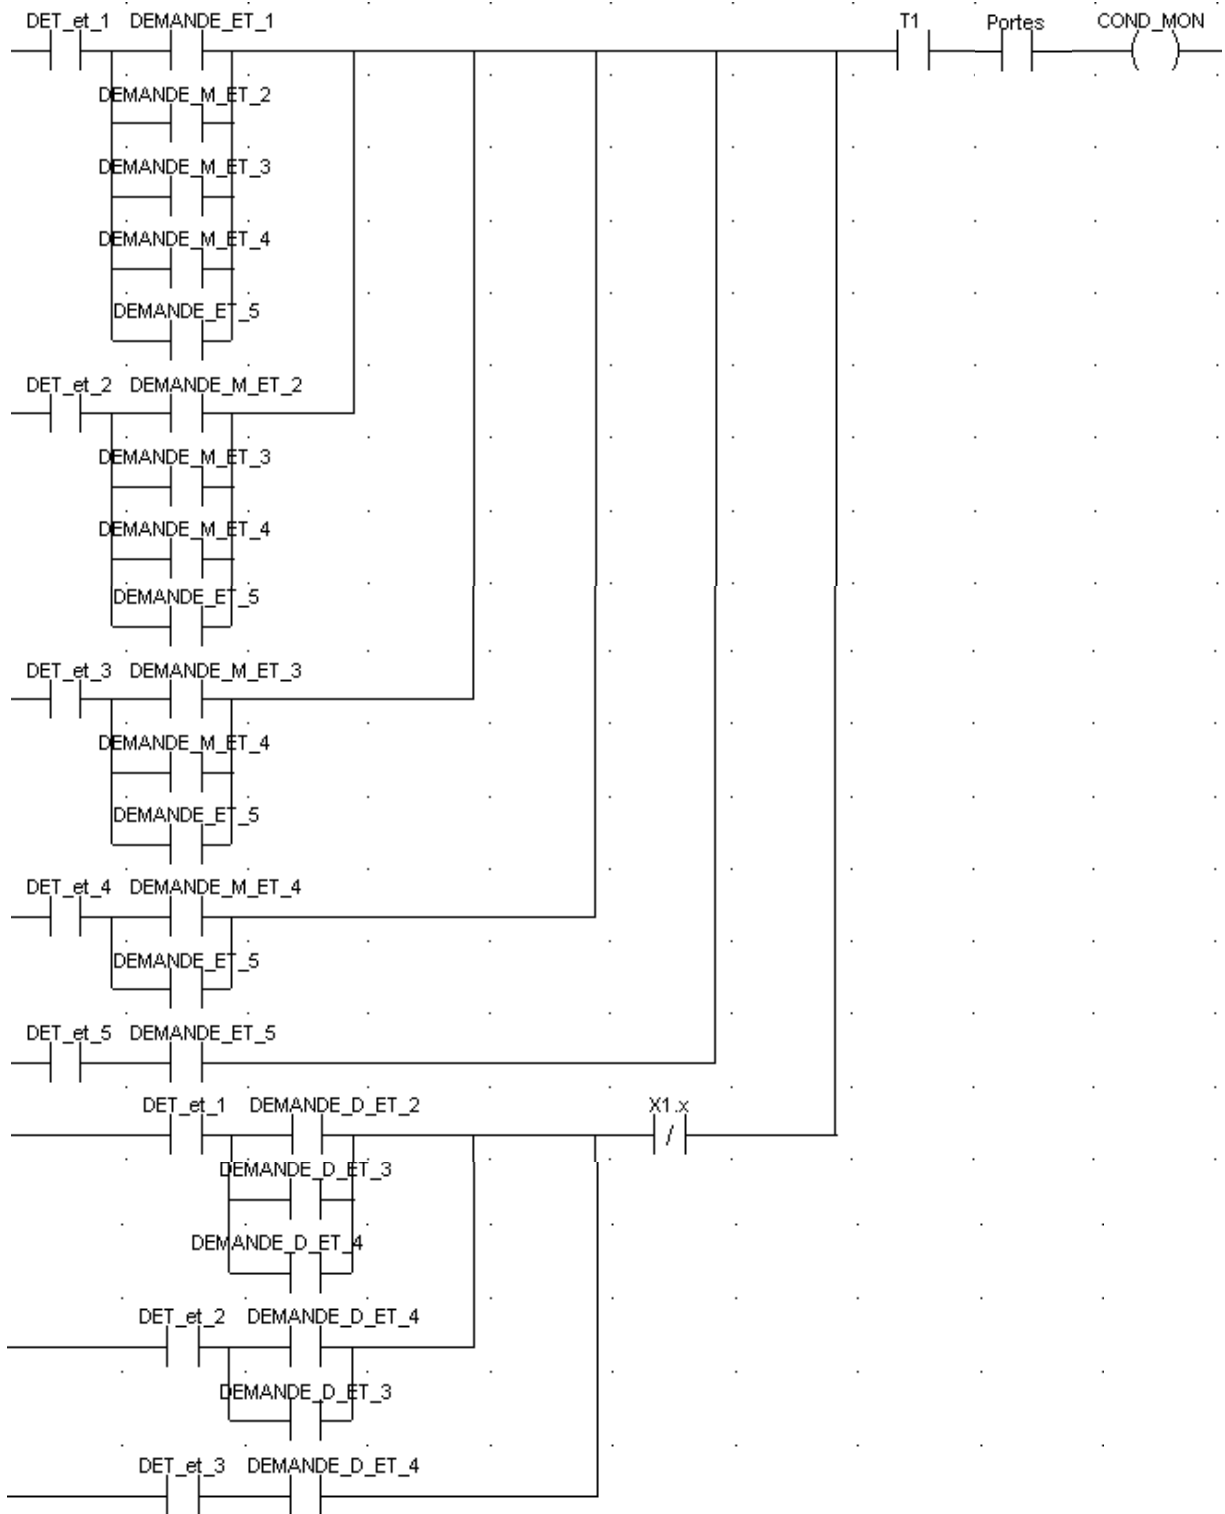 DET_et_1 DEMANDE_ET_1 T1 Portes COND_MON
DEMANDE_M_ET_2
DEMANDE_M_ET_3
DEMANDE_M_ET_4
DEMANDE_ET_5
DET_et_2 DEMANDE_M_ET_2
DEMANDE_M_ET_3
DEMANDE_M_ET_4
DEMANDE_ET_5
DET_et_3 DEMANDE_M_ET_3
DEMANDE_M_ET_4
DEMANDE_ET_5
DET_et_4 DEMANDE_M_ET_4
DEMANDE_ET_5
DET_et_5 DEMANDE_ET_5
DET_et_1 DEMANDE_D_ET_2 X1.x
DEMANDE_D_ET_3
DEMANDE_D_ET_4
DET_et_2 DEMANDE_D_ET_4
DEMANDE_D_ET_3
DET_et_3 DEMANDE_D_ET_4